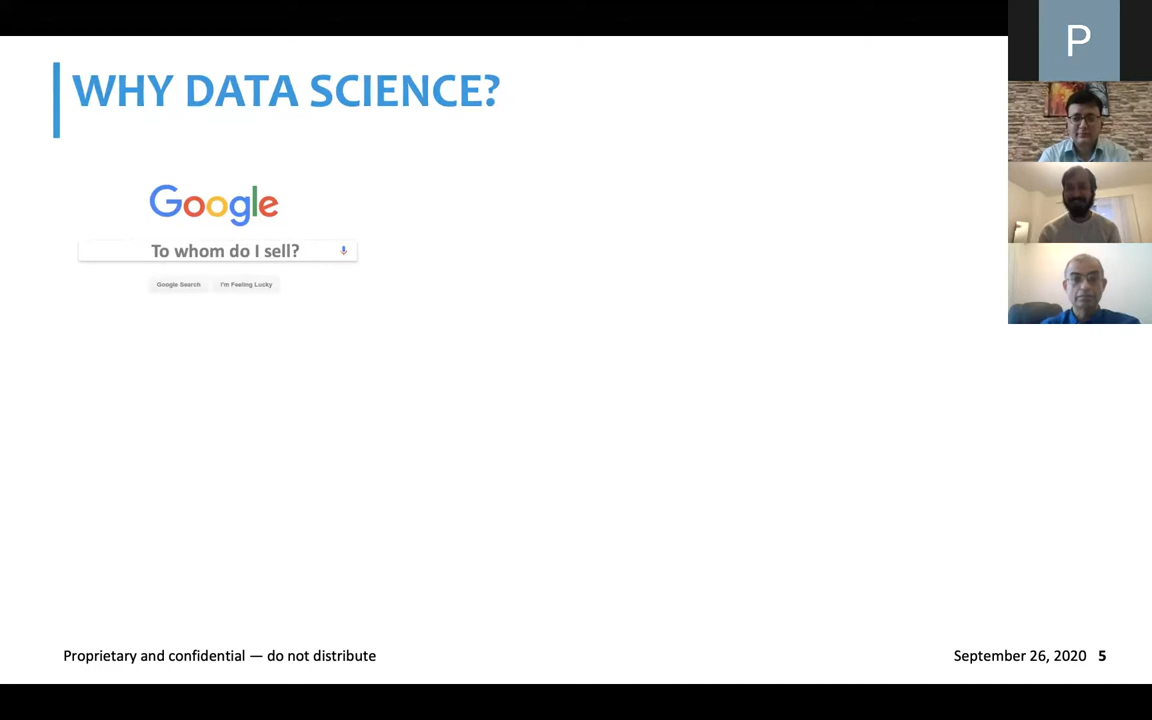 P
WHY DATA SCIENCE?
Google
To whom do I sell?
Google Search I'm Feeling Lucky
Proprietary and confidential — do not distribute
September 26, 2020 5